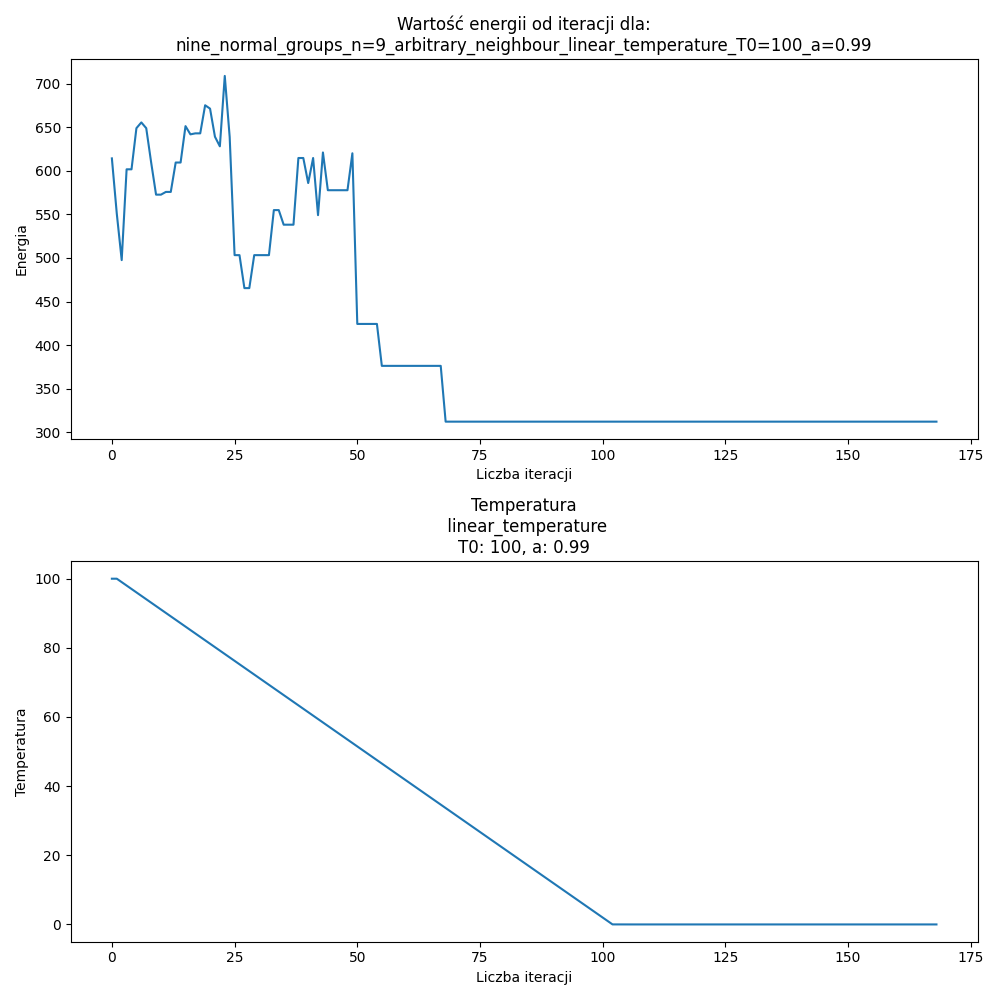 Wartość energii od iteracji dla:
nine_normal_groups_n=9_arbitrary_neighbour_linear_temperature_T0=100_a=0.99
700
650
600
550
500
450
400
350
300
Energia
0 25 50 75 100 125 150 175
Liczba iteracji
Temperatura
linear_temperature
T0: 100, a: 0.99
100
80
60
40
20
0
Temperatura
0 25 50 75 100 125 150 175
Liczba iteracji